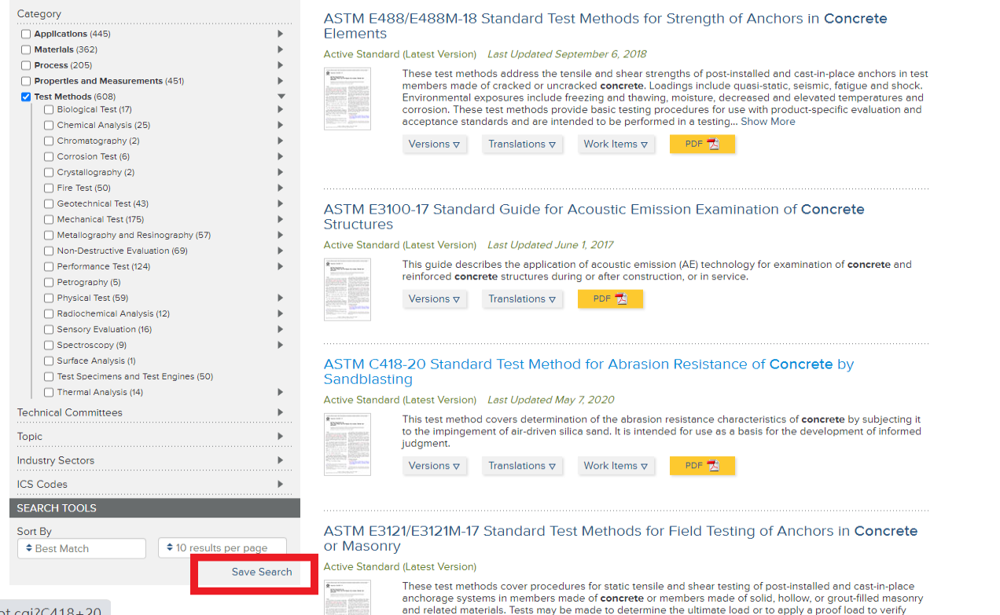 Category
Applications (445)
Materials (362)
Process (205)
Properties and Measurements (451)
Test Methods (608)
Biological Test (17)
Chemical Analysis (25)
Chromatography (2)
Corrosion Test (6)
Crystallography (2)
Fire Test (50)
Geotechnical Test (43)
Mechanical Test (175)
Metallography and Resinography (57)
Non-Destructive Evaluation (69)
Performance Test (124)
Petrography (5)
Physical Test (59)
Radiochemical Analysis (12)
Sensory Evaluation (16)
Spectroscopy (9)
Surface Analysis (1)
Test Specimens and Test Engines (50)
Thermal Analysis (14)
Technical Committees
Topic
Industry Sectors
ICS Codes
SEARCH TOOLS
Sort By
Best Match
10 results per page
Save Search
ASTM E488/E488M-18 Standard Test Methods for Strength of Anchors in Concrete
Elements
Active Standard (Latest Version) Last Updated September 6, 2018
These test methods address the tensile and shear strengths of post-installed and cast-in-place anchors in test
members made of cracked or uncracked concrete. Loadings include quasi-static, seismic, fatigue and shock.
Environmental exposures include freezing and thawing, moisture, decreased and elevated temperatures and
corrosion. These test methods provide basic testing procedures for use with product-specific evaluation and
acceptance standards and are intended to be performed in a testing... Show More
Versions Translations Work Items PDF
ASTM E3100-17 Standard Guide for Acoustic Emission Examination of Concrete
Structures
Active Standard (Latest Version) Last Updated June 1, 2017
This guide describes the application of acoustic emission (AE) technology for examination of concrete and
reinforced concrete structures during or after construction, or in service.
Versions Translations PDF
ASTM C418-20 Standard Test Method for Abrasion Resistance of Concrete by
Sandblasting
Active Standard (Latest Version) Last Updated May 7, 2020
This test method covers determination of the abrasion resistance characteristics of concrete by subjecting it
to the impingement of air-driven silica sand. It is intended for use as a basis for the development of informed
judgment.
Versions Translations Work Items PDF
ASTM E3121/E3121M-17 Standard Test Methods for Field Testing of Anchors in Concrete
or Masonry
Active Standard (Latest Version)
These test methods cover procedures for static tensile or shear testing of post-installed and cast-in-place
anchorage systems in members made of concrete or in members made of solid, hollow, or grout-filled masonry
and related materials. Tests are made to determine ultimate load or to apply a proof load to verify